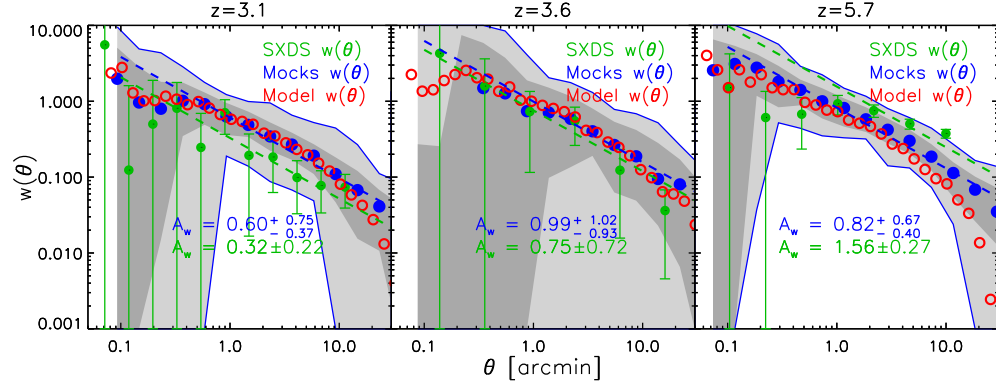 z=3.1 z=3.6 z=5.7
10.000
1.000
0.100
0.010
0.001
w(θ)
SXDS w(θ)
Mocks w(θ)
Model w(θ)
A_w = 0.60 + 0.75 - 0.37
A_w = 0.32±0.22
SXDS w(θ)
Mocks w(θ)
Model w(θ)
A_w = 0.99 + 1.02 - 0.93
A_w = 0.75±0.72
SXDS w(θ)
Mocks w(θ)
Model w(θ)
A_w = 0.82 + 0.67 - 0.40
A_w = 1.56±0.27
0.1 1.0 10.0 0.1 1.0 10.0 0.1 1.0 10.0
θ [arcmin]